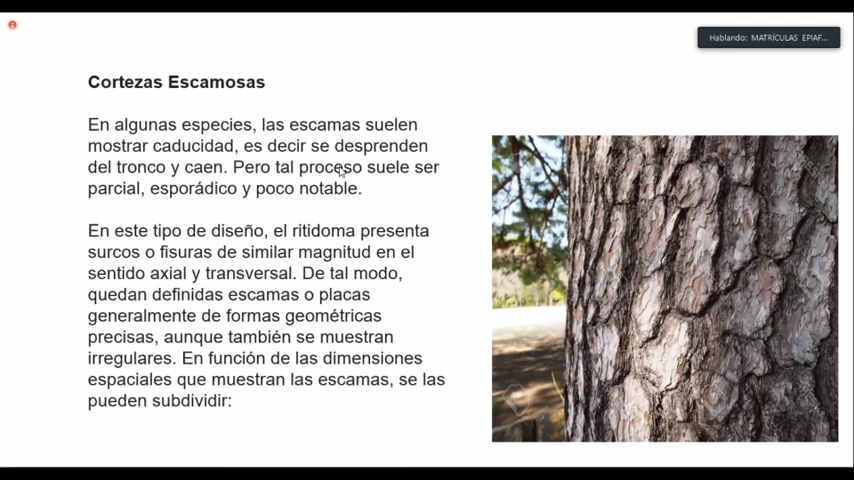 Hablando: MATRÍCULAS EPIAF...
Cortezas Escamosas
En algunas especies, las escamas suelen
mostrar caducidad, es decir se desprenden
del tronco y caen. Pero tal proceso suele ser
parcial, esporádico y poco notable.
En este tipo de diseño, el ritidoma presenta
surcos o fisuras de similar magnitud en el
sentido axial y transversal. De tal modo,
quedan definidas escamas o placas
generalmente de formas geométricas
precisas, aunque también se muestran
irregulares. En función de las dimensiones
espaciales que muestran las escamas, se las
pueden subdividir: